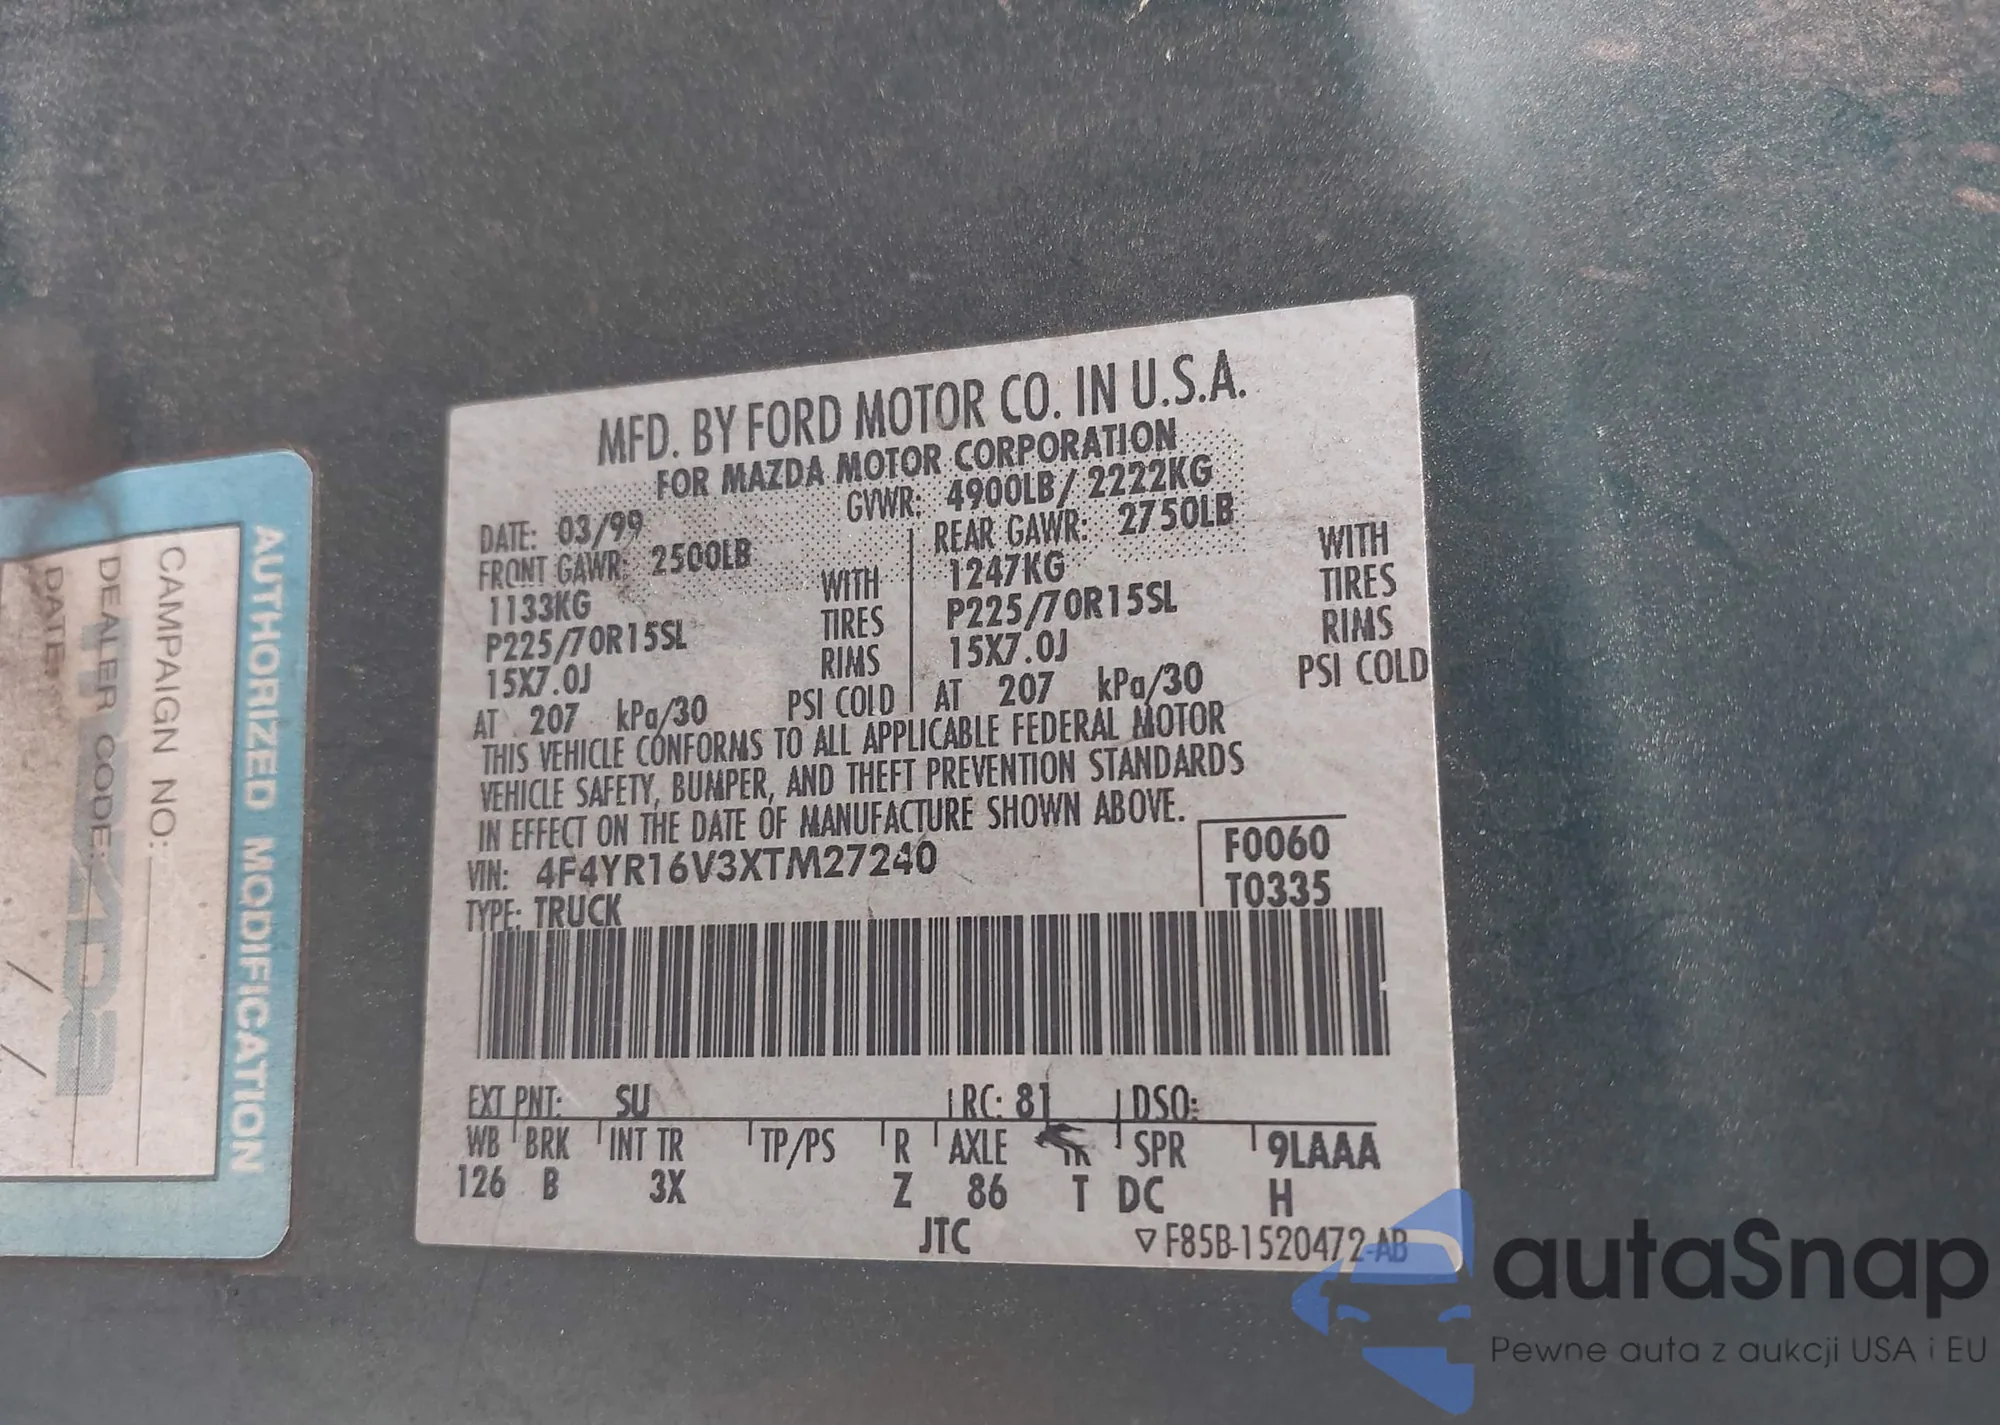 MFD. BY FORD MOTOR CO. IN U.S.A.
FOR MAZDA MOTOR CORPORATION
DATE: 03/99 GVWR: 4900LB/ 2222KG
FRONT GAWR: 2500LB REAR GAWR: 2750LB
1133KG WITH 1247KG WITH
P225/70R15SL TIRES P225/70R15SL TIRES
15X7.0J RIMS 15X7.0J RIMS
AT 207 kPa/30 PSI COLD AT 207 kPa/30 PSI COLD
THIS VEHICLE CONFORMS TO ALL APPLICABLE FEDERAL MOTOR
VEHICLE SAFETY, BUMPER, AND THEFT PREVENTION STANDARDS
IN EFFECT ON THE DATE OF MANUFACTURE SHOWN ABOVE.
VIN: 4F4YR16V3XTM27240 F0060
TYPE: TRUCK T0335
EXT PNT: SU RC: 81 DSO:
WB BRK INT TR TP/PS R AXLE SPR 9LAAA
126 B 3X Z 86 T DC H
JTC ▽ F85B-1520472-AB
AUTHORIZED MODIFICATION
CAMPAIGN NO:
DEALER CODE:
DATE:
autaSnap
Pewne auta z aukcji USA i EU